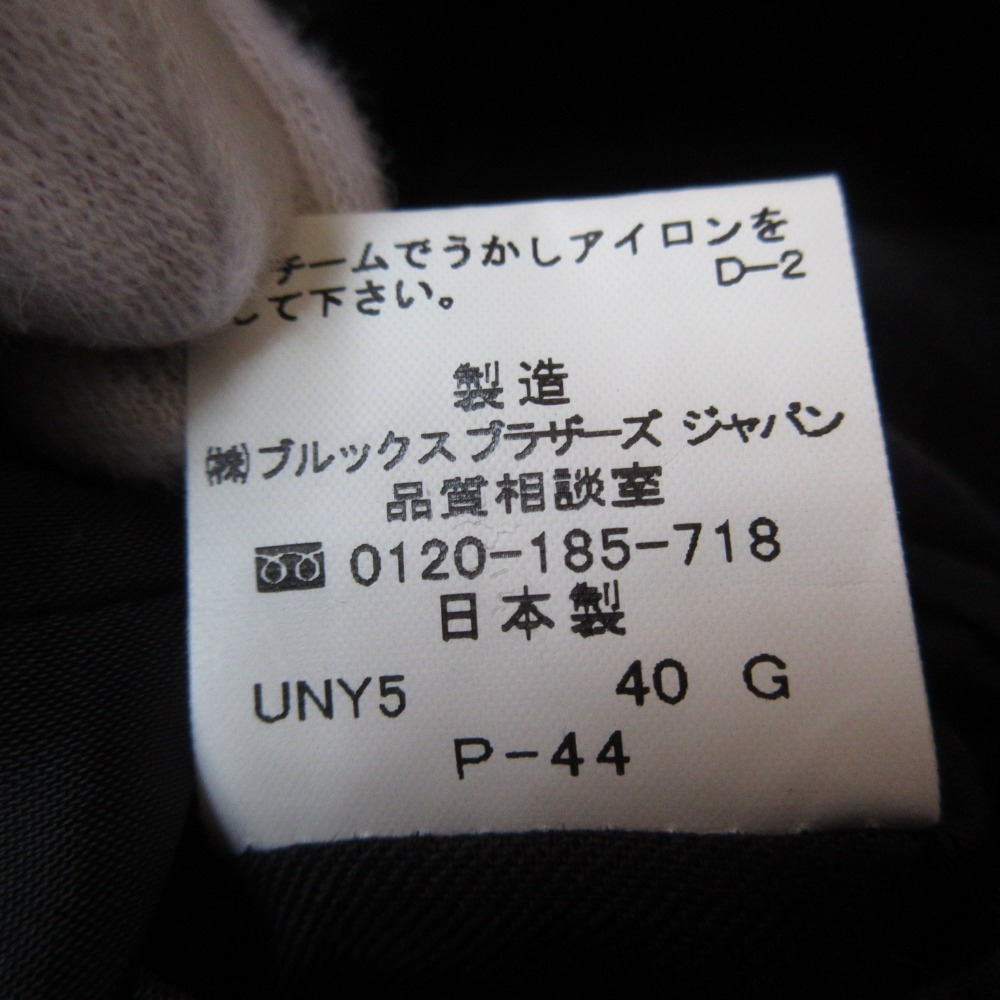 チームでうかしアイロンを
して下さい。 D-2
製造
㈱ブルックスブラザーズ ジャパン
品質相談室
0120-185-718
日本製
UNY5 40 G
P-44